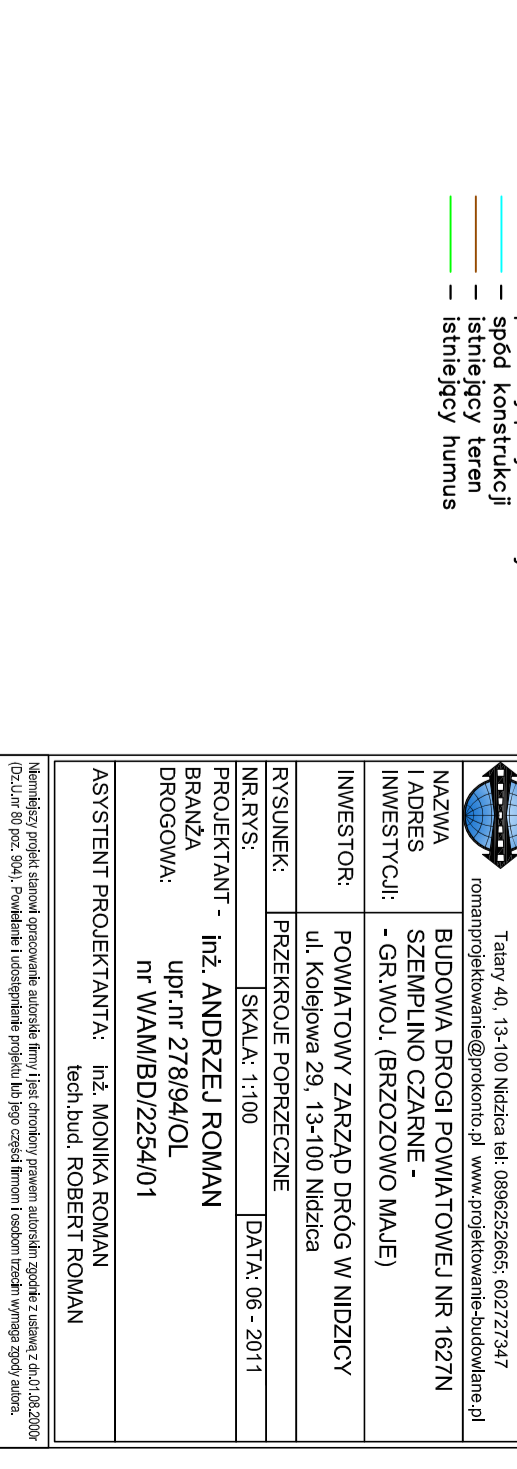 – spód konstrukcji
– istniejący teren
– istniejący humus
Tatary 40, 13-100 Nidzica tel: 0896252665; 602727347
romanprojektowanie@prokonto.pl www.projektowanie-budowlane.pl
NAZWA
I ADRES
INWESTYCJI:
BUDOWA DROGI POWIATOWEJ NR 1627N
SZEMPLINO CZARNE -
- GR.WOJ. (BRZOZOWO MAJE)
INWESTOR:
POWIATOWY ZARZĄD DRÓG W NIDZICY
ul. Kolejowa 29, 13-100 Nidzica
RYSUNEK: PRZEKROJE POPRZECZNE
NR.RYS: SKALA: 1:100 DATA: 06 - 2011
PROJEKTANT - inż. ANDRZEJ ROMAN
BRANŻA
DROGOWA:
upr.nr 278/94/OL
nr WAM/BD/2254/01
ASYSTENT PROJEKTANTA: inż. MONIKA ROMAN
tech.bud. ROBERT ROMAN
Niemniejszy projekt stanowi opracowanie autorskie firmy i jest chroniony prawem autorskim zgodnie z ustawą z dn.01.08.2000r
(Dz.U.nr 80 poz. 904). Powielanie i udostępnianie projektu lub jego części firmom i osobom trzecim wymaga zgody autora.